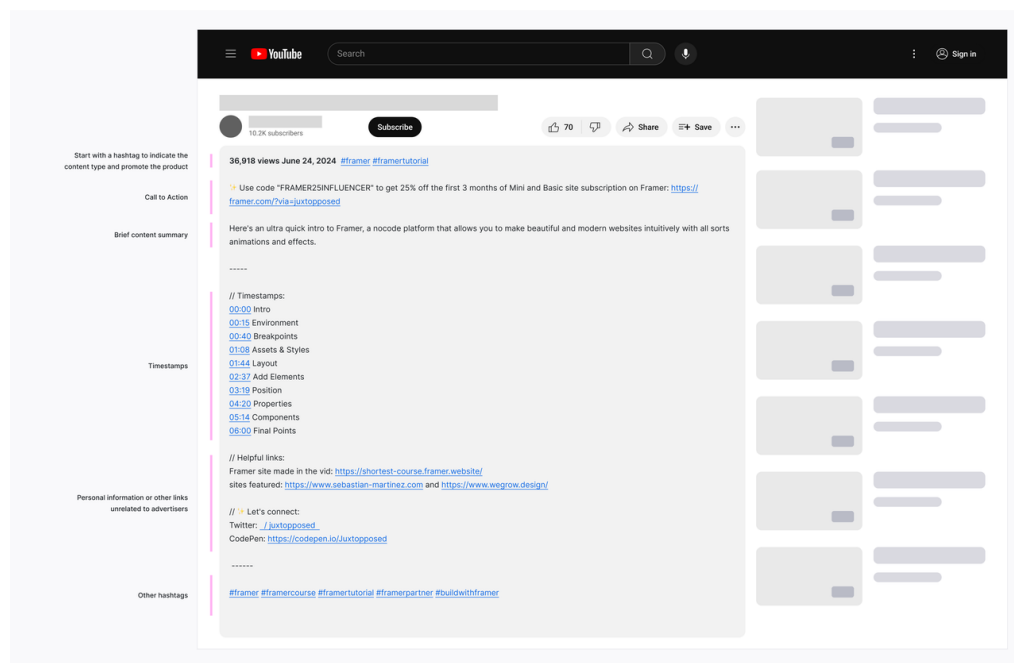 YouTube
Search
Sign in
10.2K subscribers
Subscribe
70
Share
Save
Start with a hashtag to indicate the
content type and promote the product
36,918 views June 24, 2024 #framer #framertutorial
Call to Action
✨ Use code "FRAMER25INFLUENCER" to get 25% off the first 3 months of Mini and Basic site subscription on Framer: https://
framer.com/?via=juxtopposed
Brief content summary
Here's an ultra quick intro to Framer, a nocode platform that allows you to make beautiful and modern websites intuitively with all sorts
animations and effects.
-----
Timestamps
// Timestamps:
00:00 Intro
00:15 Environment
00:40 Breakpoints
01:08 Assets & Styles
01:44 Layout
02:37 Add Elements
03:19 Position
04:20 Properties
05:14 Components
06:00 Final Points
Personal information or other links
unrelated to advertisers
// Helpful links:
Framer site made in the vid: https://shortest-course.framer.website/
sites featured: https://www.sebastian-martinez.com and https://www.wegrow.design/
// ✨ Let's connect:
Twitter: / juxtopposed
CodePen: https://codepen.io/Juxtopposed
------
Other hashtags
#framer #framercourse #framertutorial #framerpartner #buildwithframer